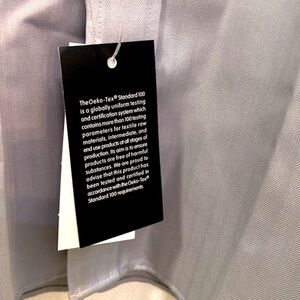 The Oeko-Tex® Standard 100
is a globally uniform testing
and certification system which
contains more than 100 testing
parameters for textile raw
materials, intermediate, and
end use products at all stages of
production. Its aim is to ensure
products are free of harmful
substances. We are proud to
advise that this product has
been tested and certified in
accordance with the Oeko-Tex®
Standard 100 requirements.